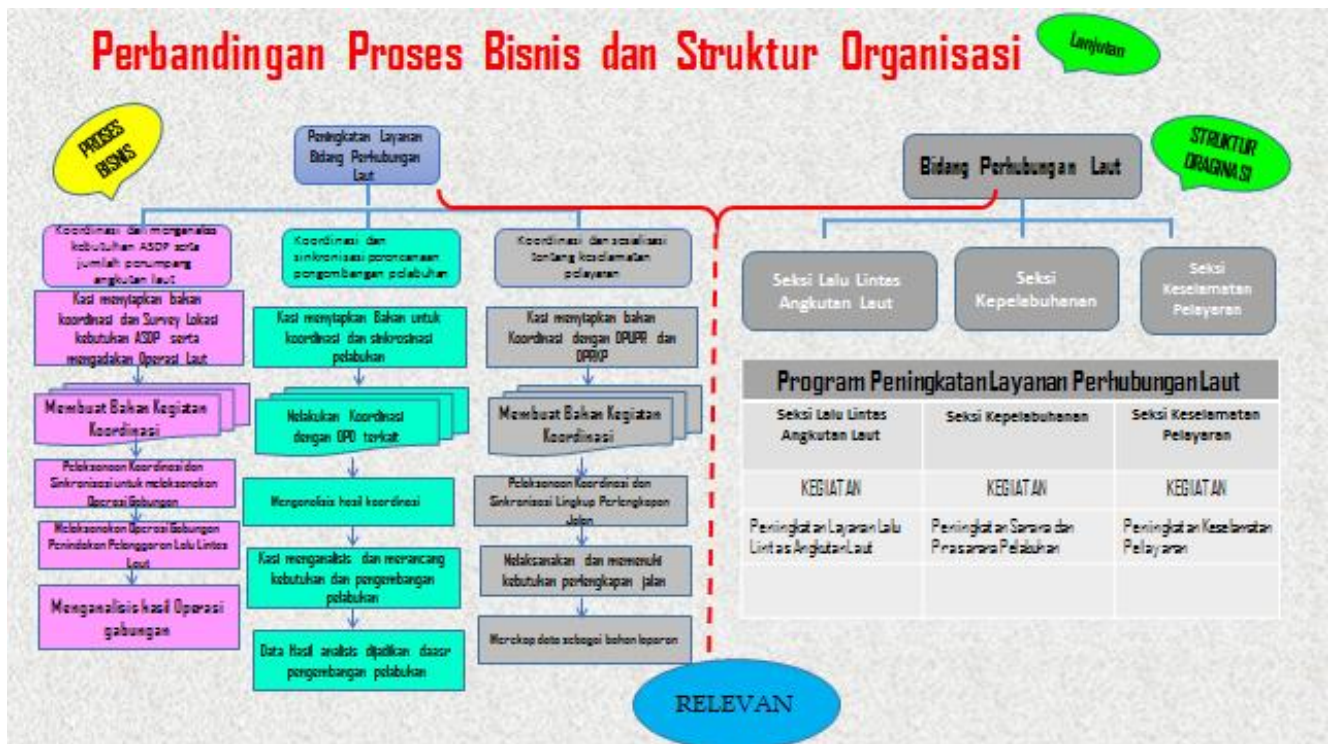 Perbandingan Proses Bisnis dan Struktur Organisasi
Lanjutan
PROSES
BISNIS
Peningkatan Layanan
Bidang Perhubungan
Laut
Koordinasi dan menganalisis
kebutuhan ASDP serta
jumlah penumpang
angkutan laut
Kasi menyiapkan bahan
koordinasi dan Survey Lokasi
kebutuhan ASDP serta
mengadakan Operasi Laut
Membuat Bahan Kegiatan
Koordinasi
Pelaksanaan Koordinasi dan
Sinkronisasi untuk melaksanakan
Operasi Gabungan
Melaksanakan Operasi Gabungan
Penindakan Pelanggaran Lalu Lintas
Laut
Menganalisis hasil Operasi
gabungan
Koordinasi dan
sinkronisasi perencanaan
pengembangan pelabuhan
Kasi menyiapkan Bahan untuk
koordinasi dan sinkrosinasi
pelabuhan
Melakukan Koordinasi
dengan OPD terkait
Menganalisis hasil koordinasi
Kasi menganalisis dan merancang
kebutuhan dan pengembangan
pelabuhan
Data Hasil analisis dijadikan daasr
pengembangan pelabuhan
Koordinasi dan sosialisasi
tentang keselamatan
pelayaran
Kasi menyiapkan bahan
Koordinasi dengan DPUPR dan
DPRKP
Membuat Bahan Kegiatan
Koordinasi
Pelaksanaan Koordinasi dan
Sinkronisasi Lingkup Perlengkapan
Jalan
Melaksanakan dan memenuhi
kebutuhan perlengkapan jalan
Merekap data sebagai bahan laporan
RELEVAN
STRUKTUR
ORAGINASI
Bidang Perhubungan Laut
Seksi Lalu Lintas
Angkutan Laut
Seksi
Kepelabuhanan
Seksi
Keselamatan
Pelayaran
Program Peningkatan Layanan Perhubungan Laut
Seksi Lalu Lintas
Angkutan Laut
Seksi Kepelabuhanan
Seksi Keselamatan
Pelayaran
KEGIATAN
KEGIATAN
KEGIATAN
Peningkatan Layanan Lalu
Lintas Angkutan Laut
Peningkatan Sarana dan
Prasarana Pelabuhan
Peningkatan Keselamatan
Pelayaran